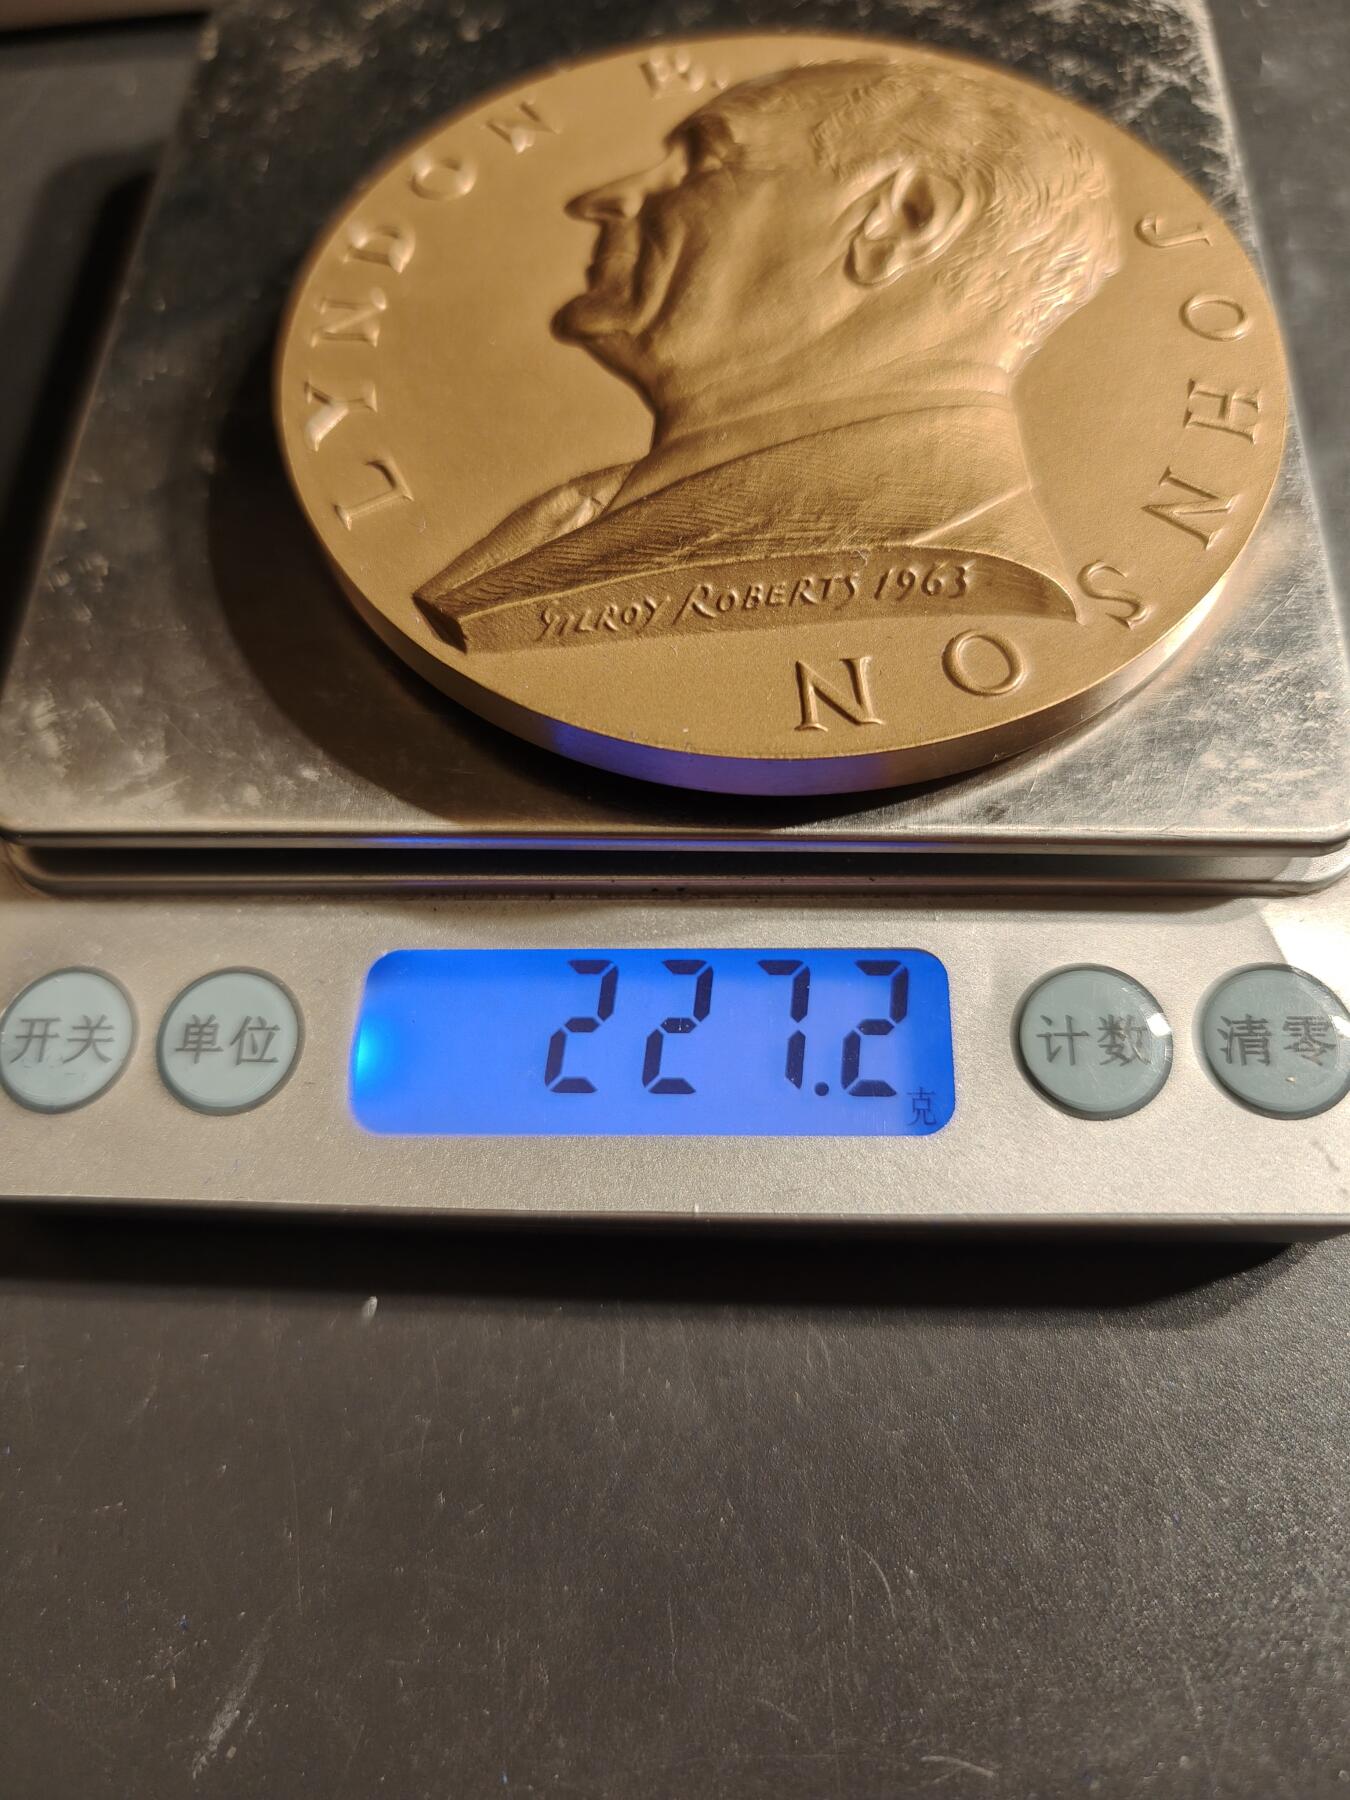 LYNDON B. JOHNSON
GILROY ROBERTS 1963
227.2
克
开关
单位
计数
清零